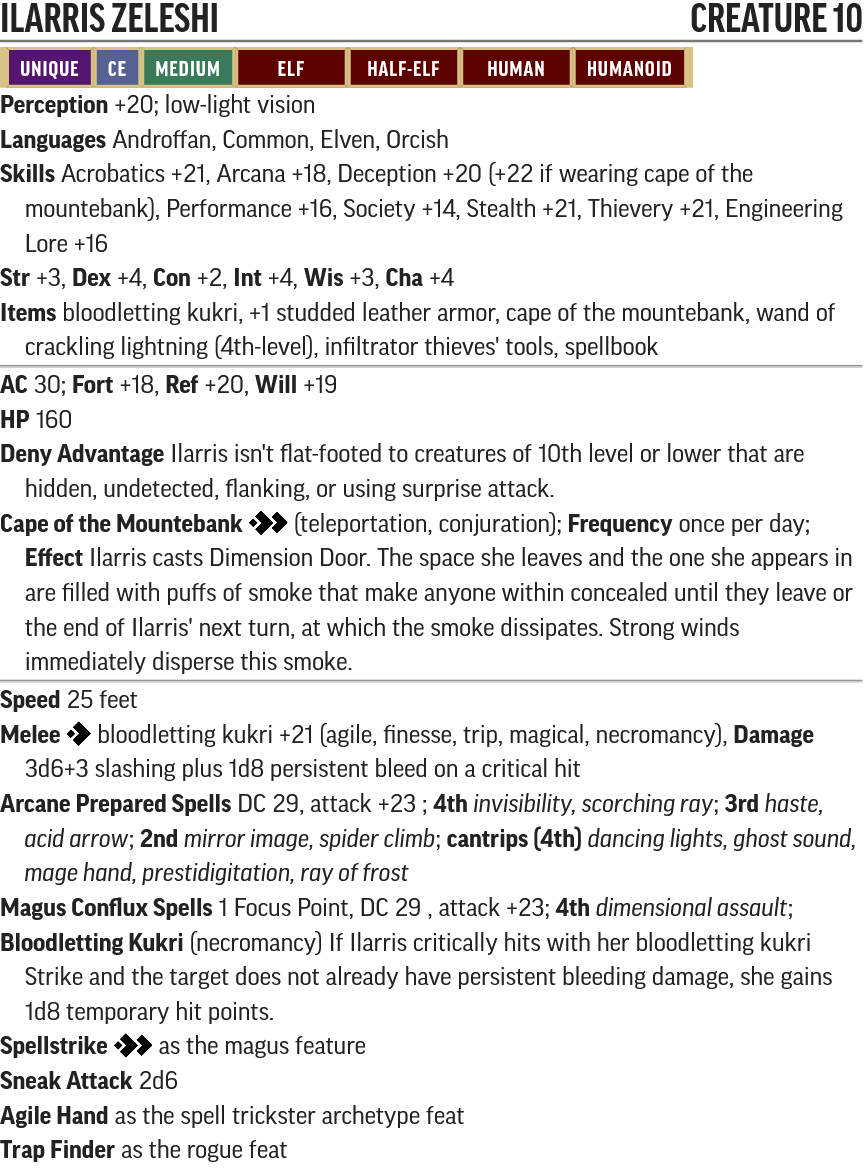 ILARRIS ZELESHI CREATURE 10
UNIQUE CE MEDIUM ELF HALF-ELF HUMAN HUMANOID
Perception +20; low-light vision
Languages Androffan, Common, Elven, Orcish
Skills Acrobatics +21, Arcana +18, Deception +20 (+22 if wearing cape of the
mountebank), Performance +16, Society +14, Stealth +21, Thievery +21, Engineering
Lore +16
Str +3, Dex +4, Con +2, Int +4, Wis +3, Cha +4
Items bloodletting kukri, +1 studded leather armor, cape of the mountebank, wand of
crackling lightning (4th-level), infiltrator thieves' tools, spellbook
AC 30; Fort +18, Ref +20, Will +19
HP 160
Deny Advantage Ilarris isn't flat-footed to creatures of 10th level or lower that are
hidden, undetected, flanking, or using surprise attack.
Cape of the Mountebank (teleportation, conjuration); Frequency once per day;
Effect Ilarris casts Dimension Door. The space she leaves and the one she appears in
are filled with puffs of smoke that make anyone within concealed until they leave or
the end of Ilarris' next turn, at which the smoke dissipates. Strong winds
immediately disperse this smoke.
Speed 25 feet
Melee bloodletting kukri +21 (agile, finesse, trip, magical, necromancy), Damage
3d6+3 slashing plus 1d8 persistent bleed on a critical hit
Arcane Prepared Spells DC 29, attack +23 ; 4th invisibility, scorching ray; 3rd haste,
acid arrow; 2nd mirror image, spider climb; cantrips (4th) dancing lights, ghost sound,
mage hand, prestidigitation, ray of frost
Magus Conflux Spells 1 Focus Point, DC 29 , attack +23; 4th dimensional assault;
Bloodletting Kukri (necromancy) If Ilarris critically hits with her bloodletting kukri
Strike and the target does not already have persistent bleeding damage, she gains
1d8 temporary hit points.
Spellstrike as the magus feature
Sneak Attack 2d6
Agile Hand as the spell trickster archetype feat
Trap Finder as the rogue feat